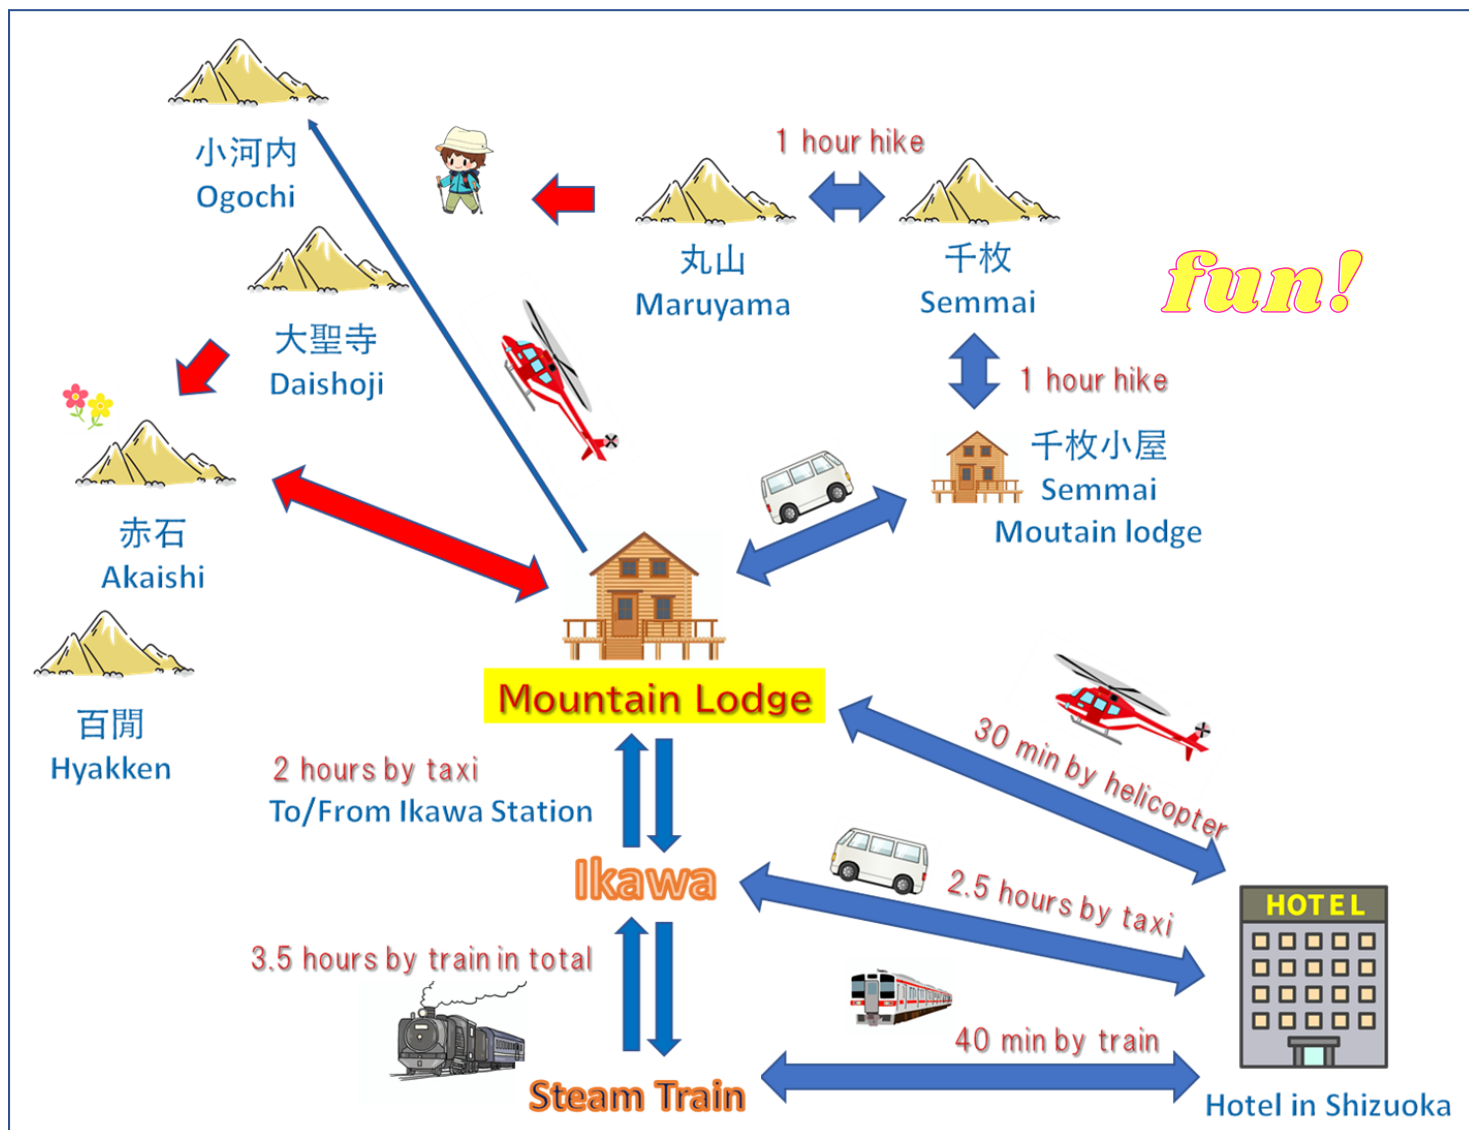 小河内
Ogochi
1 hour hike
丸山
Maruyama
千枚
Semmai
fun!
大聖寺
Daishoji
1 hour hike
千枚小屋
Semmai
Moutain lodge
赤石
Akaishi
百間
Hyakken
Mountain Lodge
30 min by helicopter
2 hours by taxi
To/From Ikawa Station
Ikawa
2.5 hours by taxi
HOTEL
3.5 hours by train in total
40 min by train
Steam Train
Hotel in Shizuoka